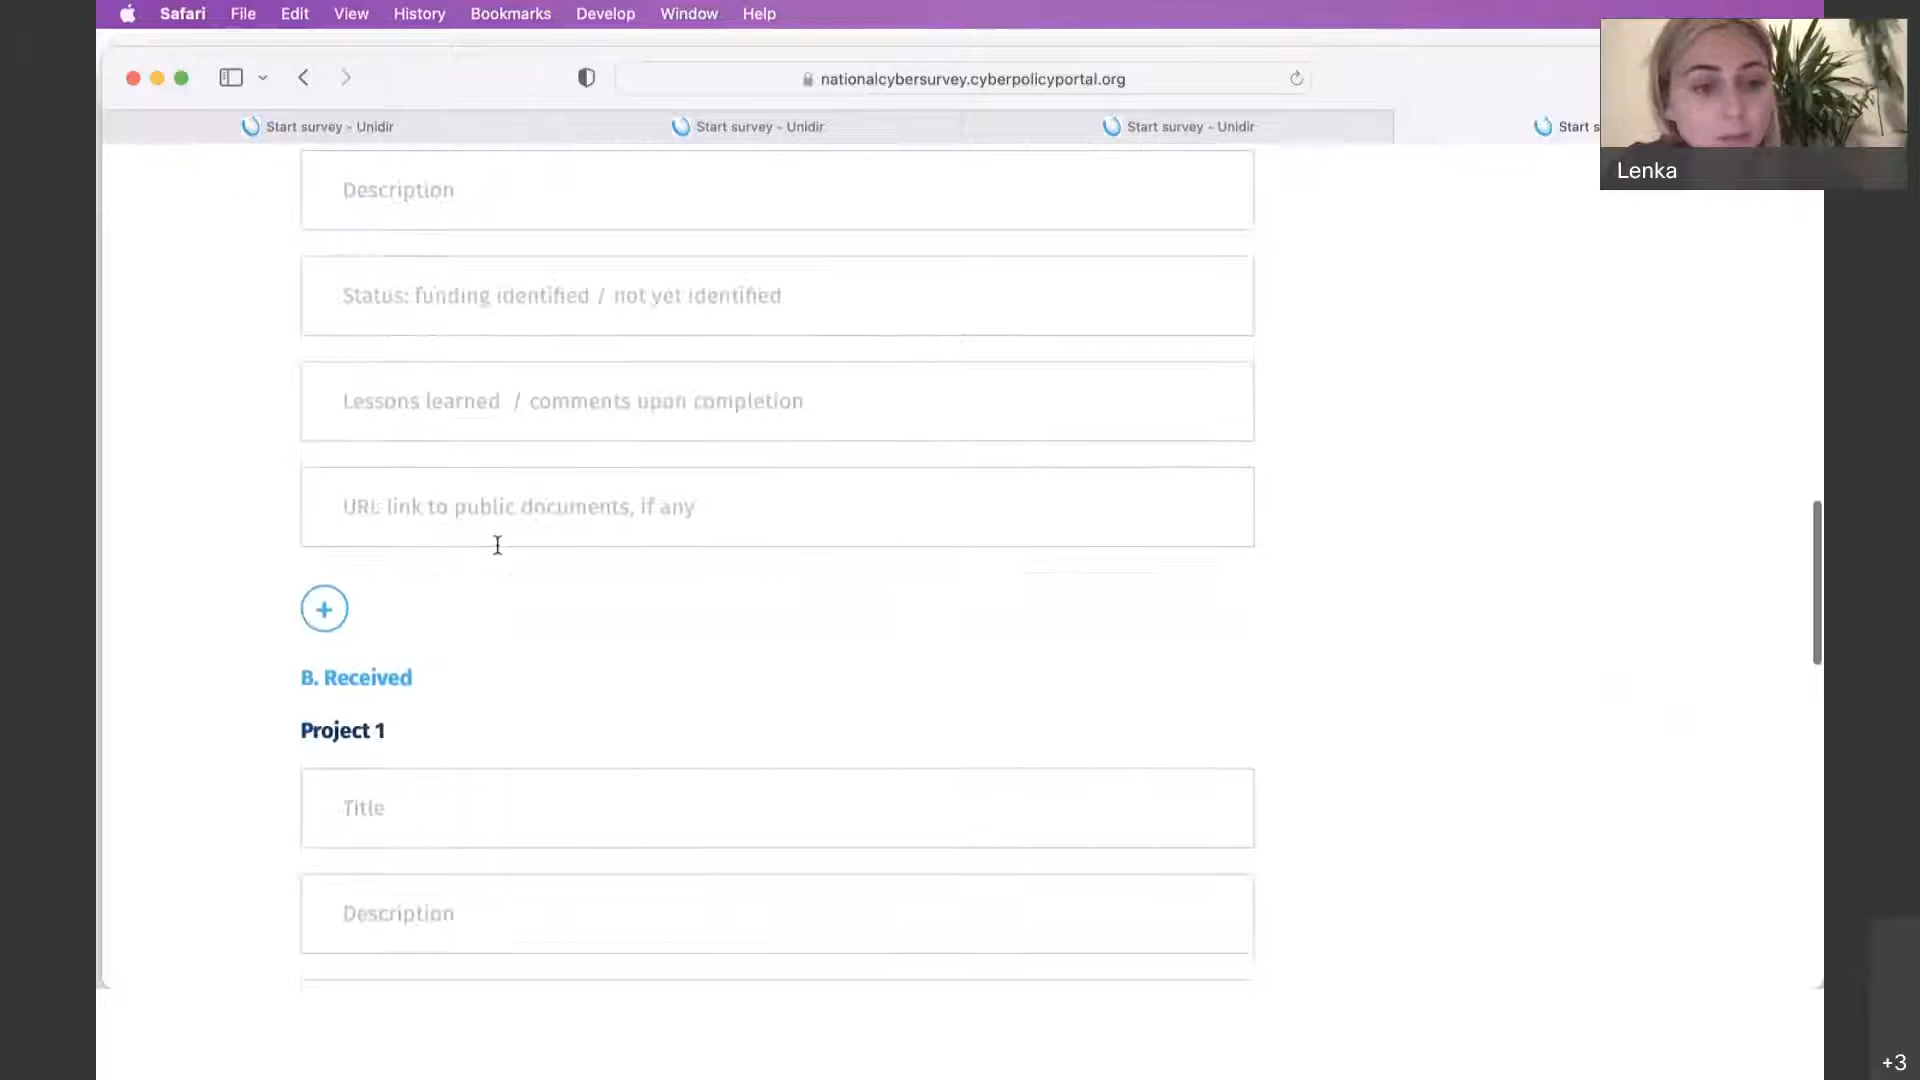 Safari File Edit View History Bookmarks Develop Window Help
nationalcybersurvey.cyberpolicyportal.org
Start survey - Unidir Start survey - Unidir Start survey - Unidir Start s
Lenka
Description
Status: funding identified / not yet identified
Lessons learned / comments upon completion
URL link to public documents, if any
+
B. Received
Project 1
Title
Description
+3